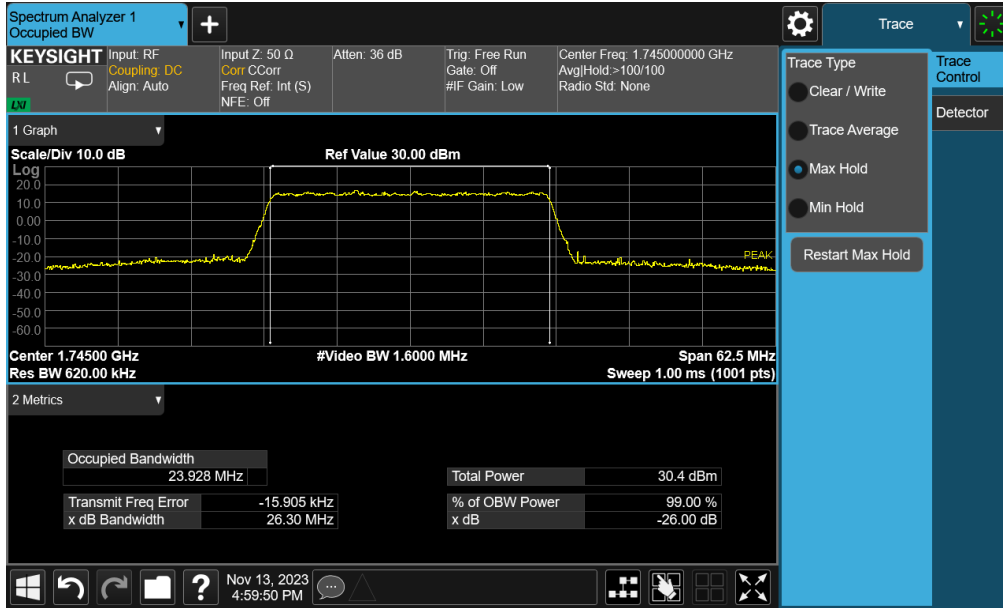 Spectrum Analyzer 1
Occupied BW
Trace
KEYSIGHT
R L
LXI
Input: RF
Coupling: DC
Align: Auto
Input Z: 50 Ω
Corr CCorr
Freq Ref: Int (S)
NFE: Off
Atten: 36 dB
Trig: Free Run
Gate: Off
#IF Gain: Low
Center Freq: 1.745000000 GHz
Avg|Hold:>100/100
Radio Std: None
Trace Type
Clear / Write
Trace Average
Max Hold
Min Hold
Restart Max Hold
Trace
Control
Detector
1 Graph
Scale/Div 10.0 dB
Ref Value 30.00 dBm
Log
20.0
10.0
0.00
-10.0
-20.0
-30.0
-40.0
-50.0
-60.0
PEAK
Center 1.74500 GHz
Res BW 620.00 kHz
#Video BW 1.6000 MHz
Span 62.5 MHz
Sweep 1.00 ms (1001 pts)
2 Metrics
Occupied Bandwidth
23.928 MHz
Total Power 30.4 dBm
Transmit Freq Error -15.905 kHz
% of OBW Power 99.00 %
x dB Bandwidth 26.30 MHz
x dB -26.00 dB
?
Nov 13, 2023
4:59:50 PM